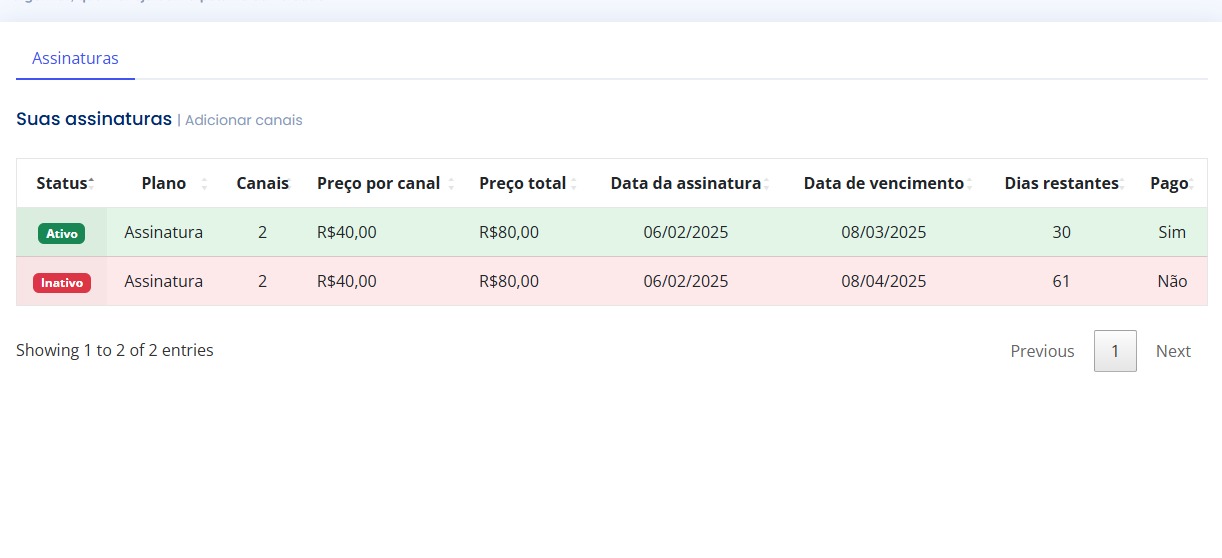 Assinaturas
Suas assinaturas | Adicionar canais
Status Plano Canais Preço por canal Preço total Data da assinatura Data de vencimento Dias restantes Pago
Ativo Assinatura 2 R$40,00 R$80,00 06/02/2025 08/03/2025 30 Sim
Inativo Assinatura 2 R$40,00 R$80,00 06/02/2025 08/04/2025 61 Não
Showing 1 to 2 of 2 entries Previous 1 Next